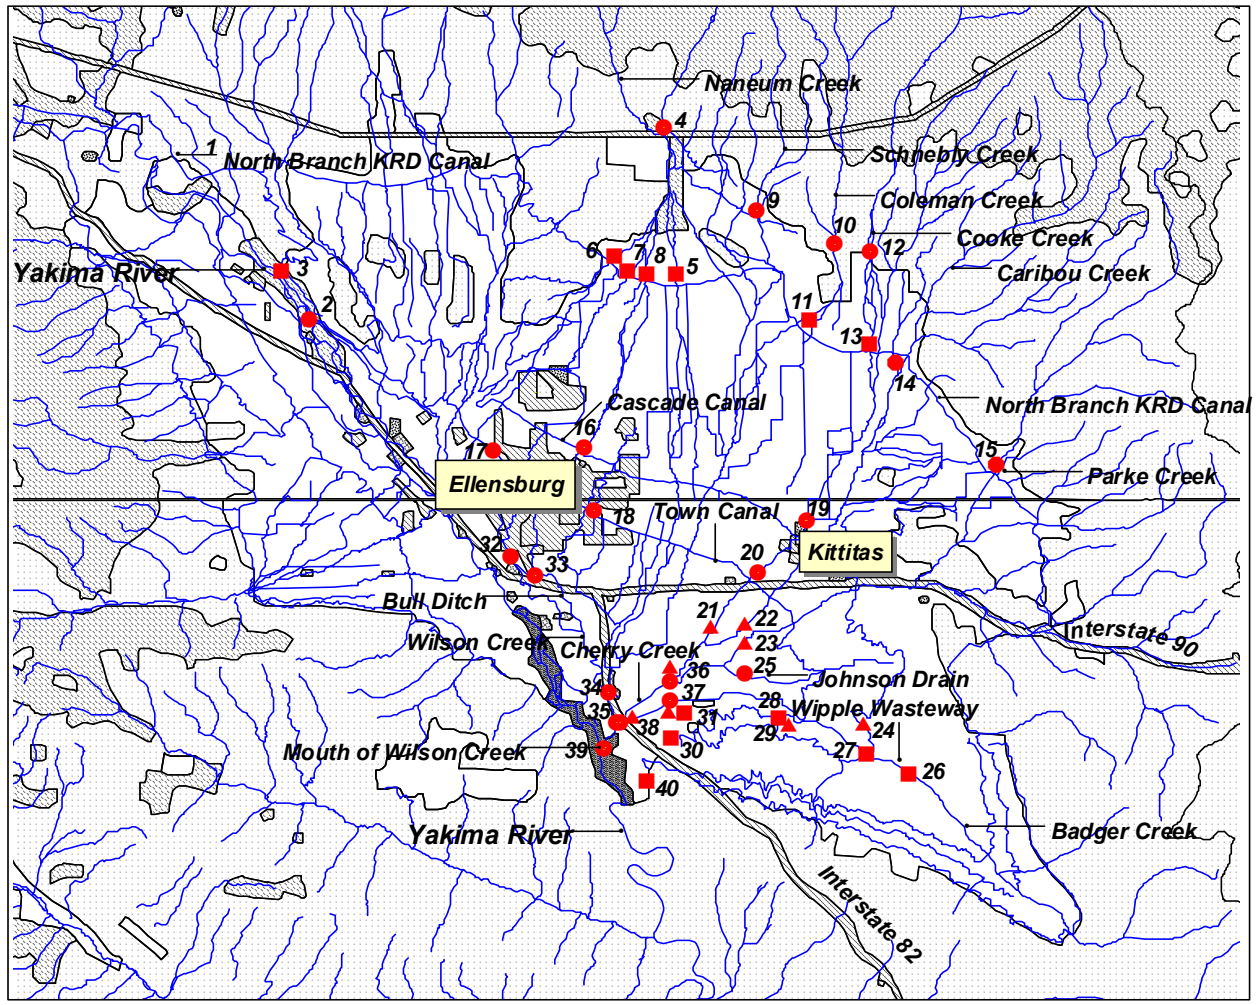 Naneum Creek
4
1
North Branch KRD Canal
Schnebly Creek
Coleman Creek
9
10
12
Cooke Creek
6
7
8
5
Yakima River
3
Caribou Creek
2
11
13
14
Cascade Canal
North Branch KRD Canal
16
17
15
Parke Creek
Ellensburg
18
Town Canal
19
Kittitas
32
33
20
Bull Ditch
21
22
Interstate 90
Wilson Creek
Cherry Creek
23
36
25
Johnson Drain
34
37
28
Wipple Wasteway
35
38
31
29
24
Mouth of Wilson Creek
39
30
27
26
40
Yakima River
Badger Creek
Interstate 82